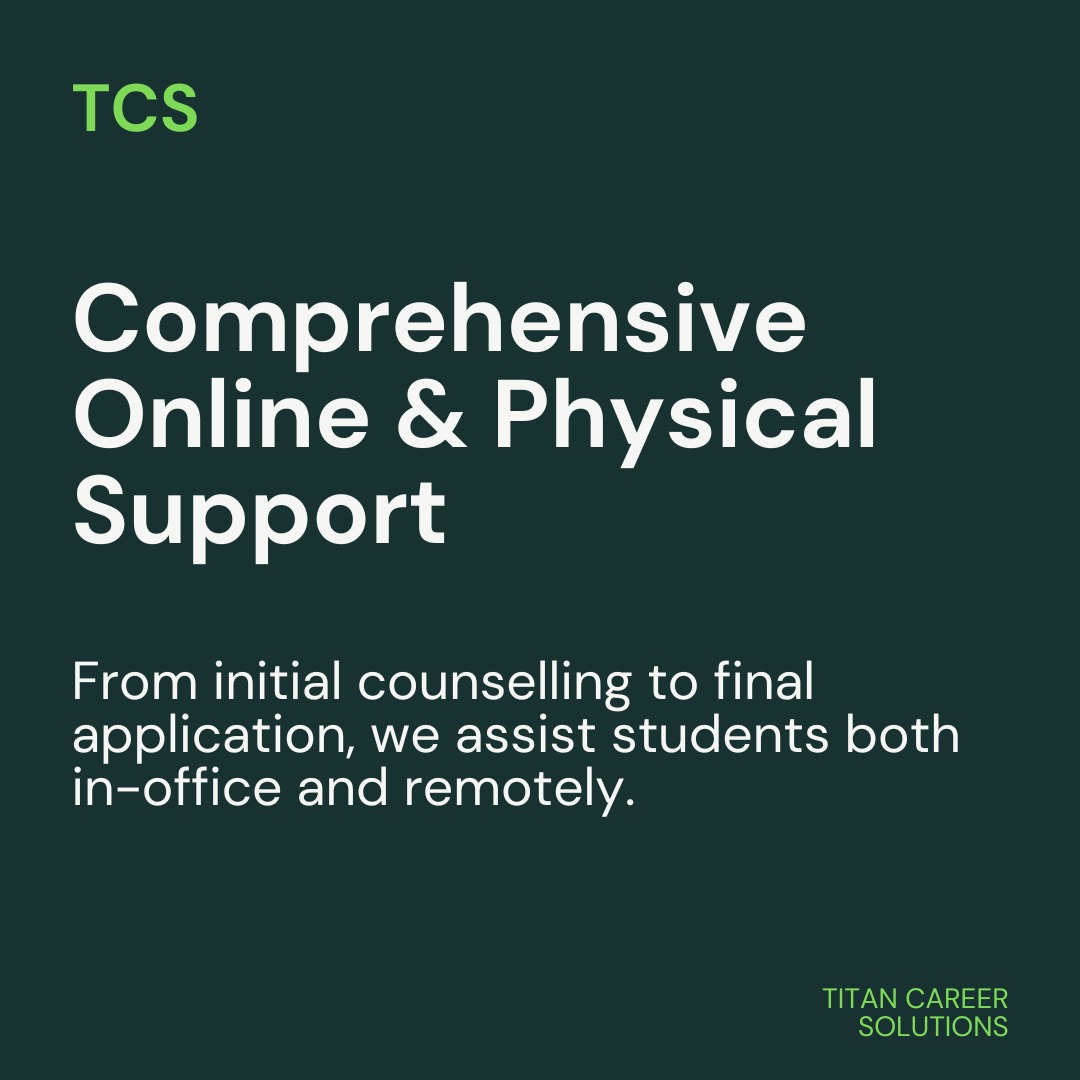 TCS
Comprehensive
Online & Physical
Support
From initial counselling to final
application, we assist students both
in-office and remotely.
TITAN CAREER
SOLUTIONS